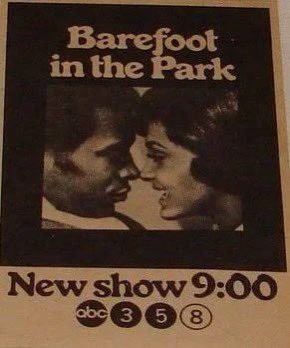 Barefoot
in the Park
New show 9:00
abc 3 5 8